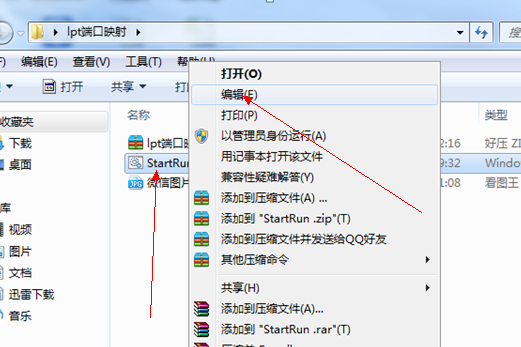 lpt端口映射
搜
编辑(E) 查看(V) 工具(T) 帮助(H)
打开 共享
名称 类型
收藏夹
下载
桌面
库
视频
图片
文档
迅雷下载
音乐
lpt端口映 2:16 好压 ZI
StartRun 9:32 Window
微信图片 1:08 看图王
打开(O)
编辑(E)
打印(P)
以管理员身份运行(A)
用记事本打开该文件
兼容性疑难解答(Y)
添加到压缩文件(A) ...
添加到 "StartRun .zip"(T)
添加到压缩文件并发送给QQ好友
其他压缩命令
共享(H)
添加到压缩文件(A)...
添加到 "StartRun .rar"(T)